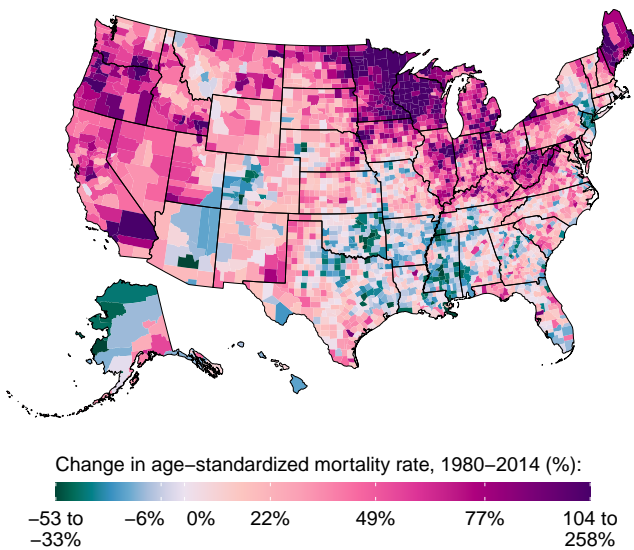 Change in age−standardized mortality rate, 1980−2014 (%):
−53 to −6% 0% 22% 49% 77% 104 to
−33% 258%